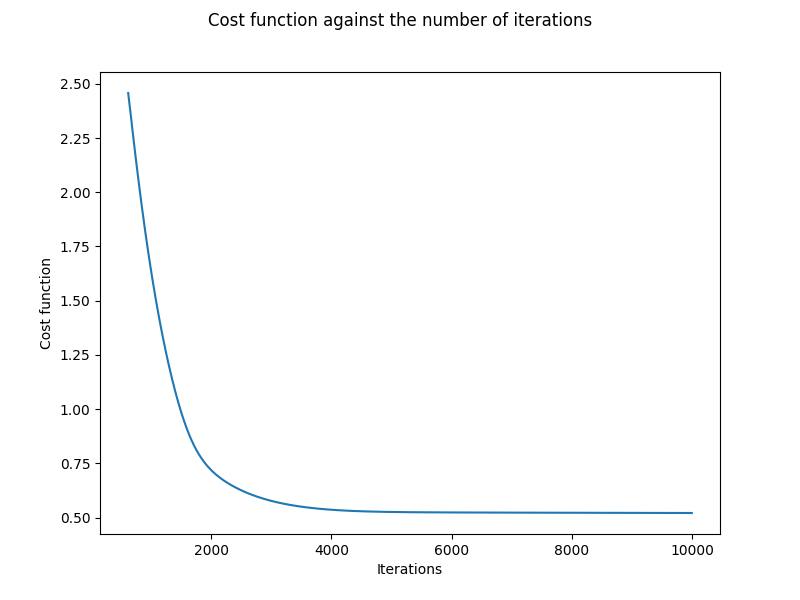 Cost function against the number of iterations
2.50
2.25
2.00
1.75
1.50
1.25
1.00
0.75
0.50
Cost function
2000 4000 6000 8000 10000
Iterations